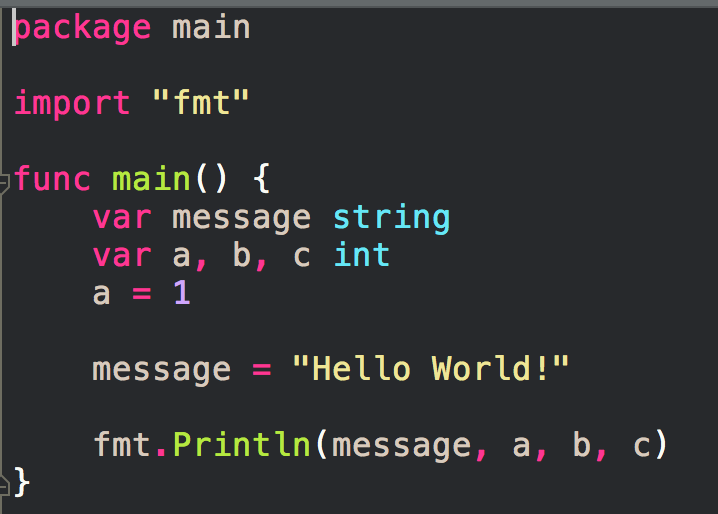 package main
import "fmt"
func main() {
    var message string
    var a, b, c int
    a = 1
    message = "Hello World!"
    fmt.Println(message, a, b, c)
}